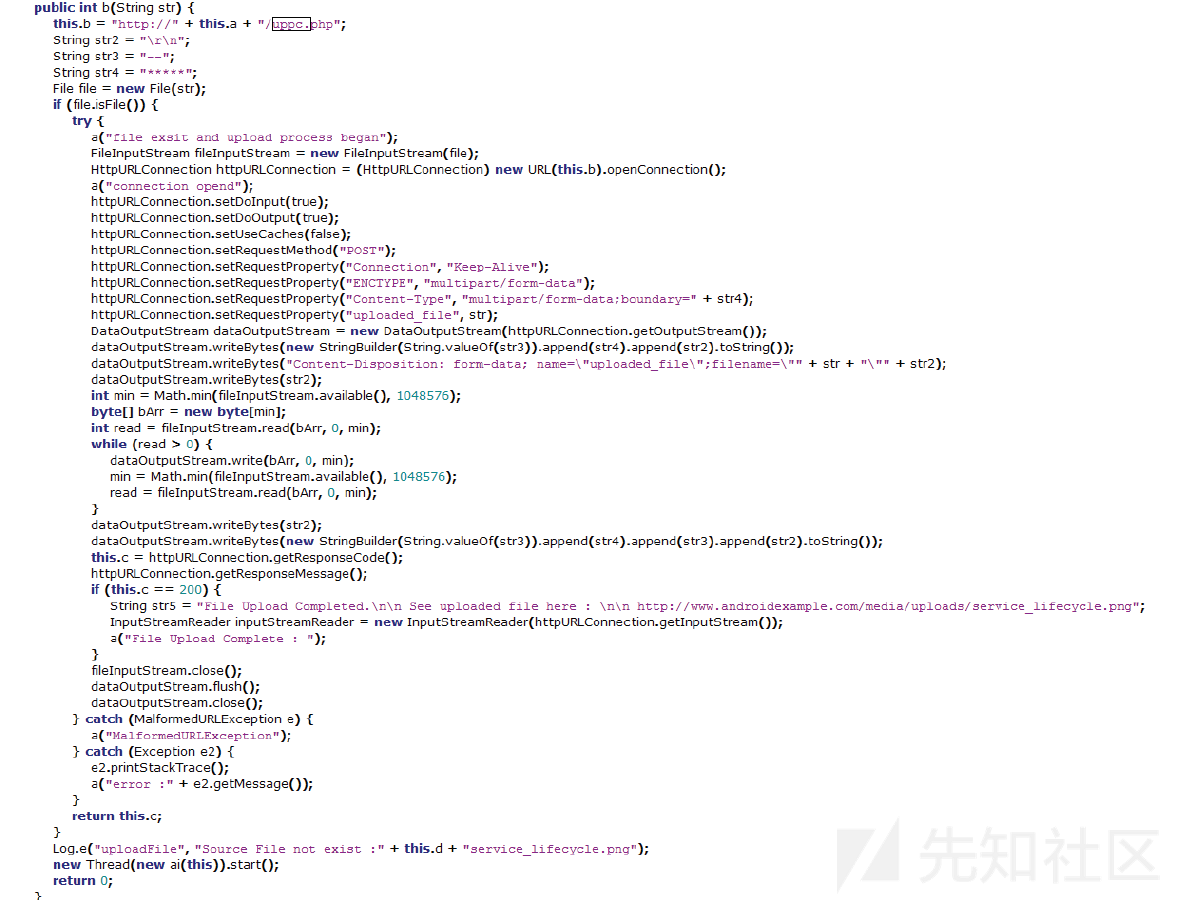 public int b(String str) {
this.b = "http://" + this.a + "/uppc.php";
String str2 = "\r\n";
String str3 = "--";
String str4 = "*****";
File file = new File(str);
if (file.isFile()) {
try {
a("file exsit and upload process began");
FileInputStream fileInputStream = new FileInputStream(file);
HttpURLConnection httpURLConnection = (HttpURLConnection) new URL(this.b).openConnection();
a("connection opend");
httpURLConnection.setDoInput(true);
httpURLConnection.setDoOutput(true);
httpURLConnection.setUseCaches(false);
httpURLConnection.setRequestMethod("POST");
httpURLConnection.setRequestProperty("Connection", "Keep-Alive");
httpURLConnection.setRequestProperty("ENCTYPE", "multipart/form-data");
httpURLConnection.setRequestProperty("Content-Type", "multipart/form-data;boundary=" + str4);
httpURLConnection.setRequestProperty("uploaded_file", str);
DataOutputStream dataOutputStream = new DataOutputStream(httpURLConnection.getOutputStream());
dataOutputStream.writeBytes(new StringBuilder(String.valueOf(str3)).append(str4).append(str2).toString());
dataOutputStream.writeBytes("Content-Disposition: form-data; name=\"uploaded_file\";filename=\"" + str + "\"" + str2);
dataOutputStream.writeBytes(str2);
int min = Math.min(fileInputStream.available(), 1048576);
byte[] bArr = new byte[min];
int read = fileInputStream.read(bArr, 0, min);
while (read > 0) {
dataOutputStream.write(bArr, 0, min);
min = Math.min(fileInputStream.available(), 1048576);
read = fileInputStream.read(bArr, 0, min);
}
dataOutputStream.writeBytes(str2);
dataOutputStream.writeBytes(new StringBuilder(String.valueOf(str3)).append(str4).append(str3).append(str2).toString());
this.c = httpURLConnection.getResponseCode();
httpURLConnection.getResponseMessage();
if (this.c == 200) {
String str5 = "File Upload Completed.\n\n See uploaded file here : \n\n http://www.androidexample.com/media/uploads/service_lifecycle.png";
InputStreamReader inputStreamReader = new InputStreamReader(httpURLConnection.getInputStream());
a("File Upload Complete : ");
}
fileInputStream.close();
dataOutputStream.flush();
dataOutputStream.close();
} catch (MalformedURLException e) {
a("MalformedURLException");
} catch (Exception e2) {
e2.printStackTrace();
a("error :" + e2.getMessage());
}
return this.c;
}
Log.e("uploadFile", "Source File not exist :" + this.d + "service_lifecycle.png");
new Thread(new ai(this)).start();
return 0;
}
先知社区